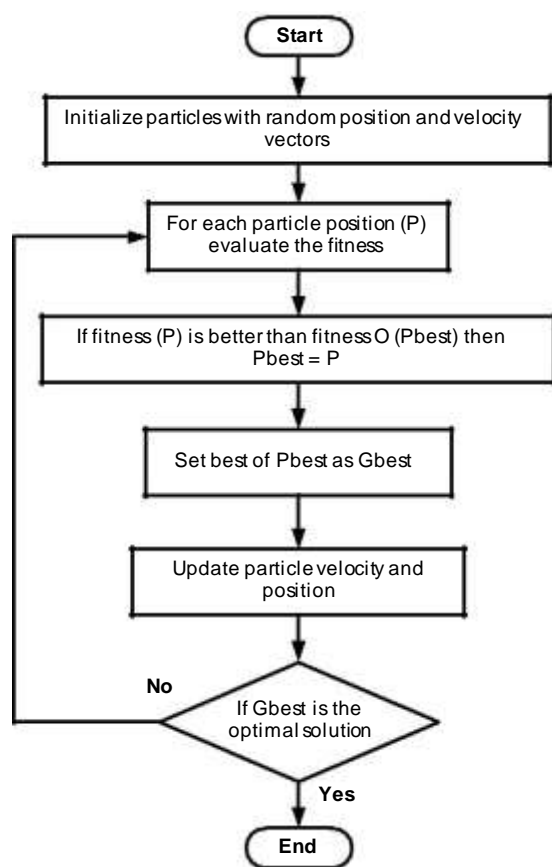 Start
Initialize particles with random position and velocity
vectors
For each particle position (P)
evaluate the fitness
If fitness (P) is better than fitness O (Pbest) then
Pbest = P
Set best of Pbest as Gbest
Update particle velocity and
position
No
If Gbest is the
optimal solution
Yes
End